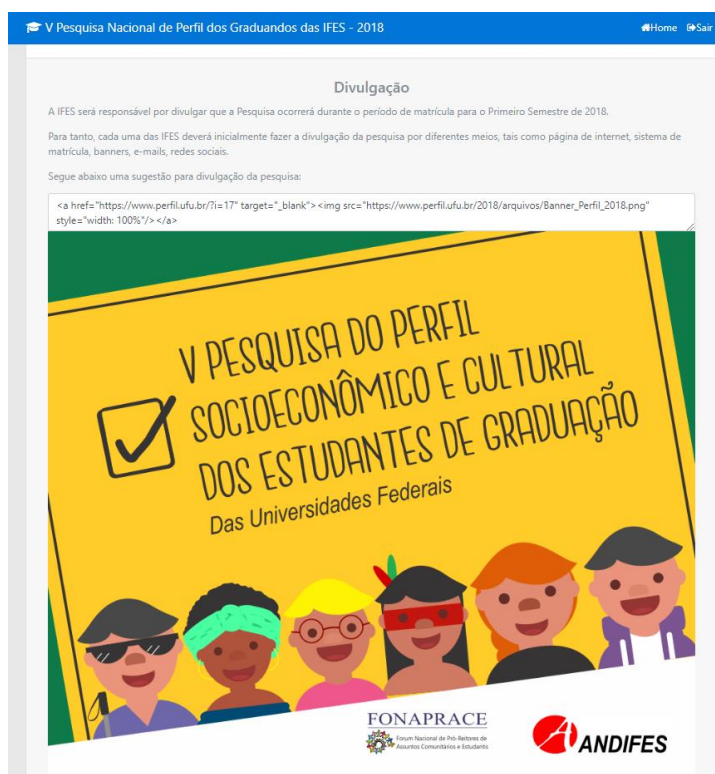 V Pesquisa Nacional de Perfil dos Graduandos das IFES - 2018
Home Sair
Divulgação
A IFES será responsável por divulgar que a Pesquisa ocorrerá durante o período de matrícula para o Primeiro Semestre de 2018.
Para tanto, cada uma das IFES deverá inicialmente fazer a divulgação da pesquisa por diferentes meios, tais como página de internet, sistema de
matrícula, banners, e-mails, redes sociais.
Segue abaixo uma sugestão para divulgação da pesquisa:
<a href="https://www.perfil.ufu.br/?i=17" target="_blank"><img src="https://www.perfil.ufu.br/2018/arquivos/Banner_Perfil_2018.png"
style="width: 100%"/></a>
V PESQUISA DO PERFIL
SOCIOECONÔMICO E CULTURAL
DOS ESTUDANTES DE GRADUAÇÃO
Das Universidades Federais
FONAPRACE
Forum Nacional de Pró-Reitores de
Assuntos Comunitários e Estudantis
ANDIFES